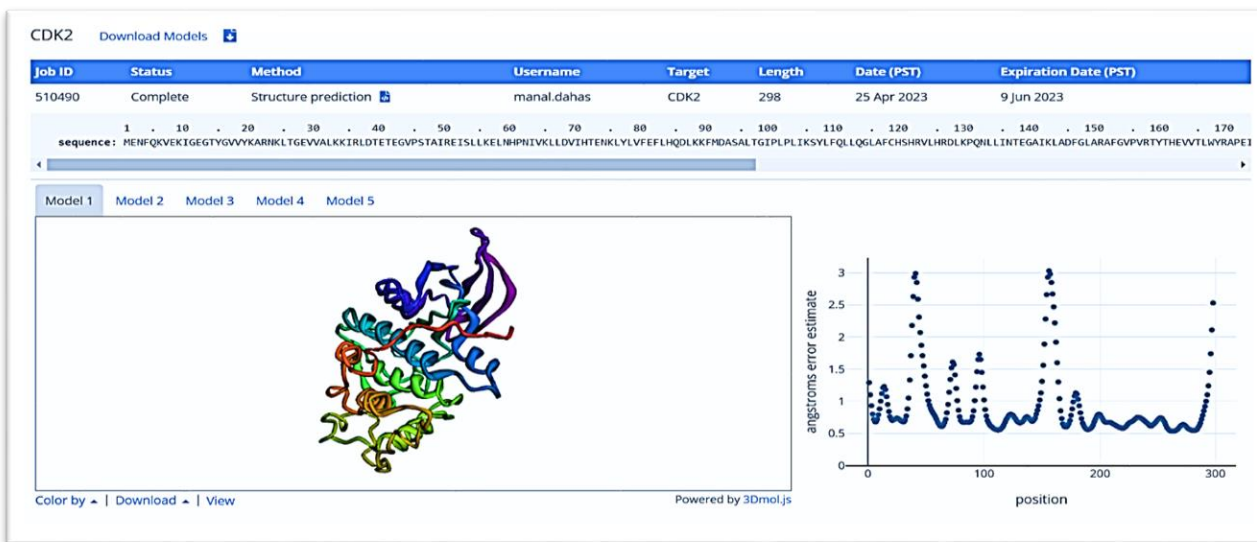 CDK2 Download Models
Job ID Status Method Username Target Length Date (PST) Expiration Date (PST)
510490 Complete Structure prediction manal.dahas CDK2 298 25 Apr 2023 9 Jun 2023
1 . 10 . 20 . 30 . 40 . 50 . 60 . 70 . 80 . 90 . 100 . 110 . 120 . 130 . 140 . 150 . 160 . 170
sequence: MENFQKVEKIGEGTYGVVYKARNKLTGEVVALKKIRLDTETEGVPSTAIREISLLKELNHPNIVKLLDVIHTENKLYLVFEFLHQDLKKFMDASALTGIPLPLIKSYLFQLLQGLAFCHSHRVLHRDLKPQNLLINTEGAIKLADFGLARAFGVPVRTYTHEVVTLWYRAPEI
Model 1 Model 2 Model 3 Model 4 Model 5
3
2.5
2
1.5
1
0.5
0
angstroms error estimate
0 100 200 300
position
Color by | Download | View
Powered by 3Dmol.js